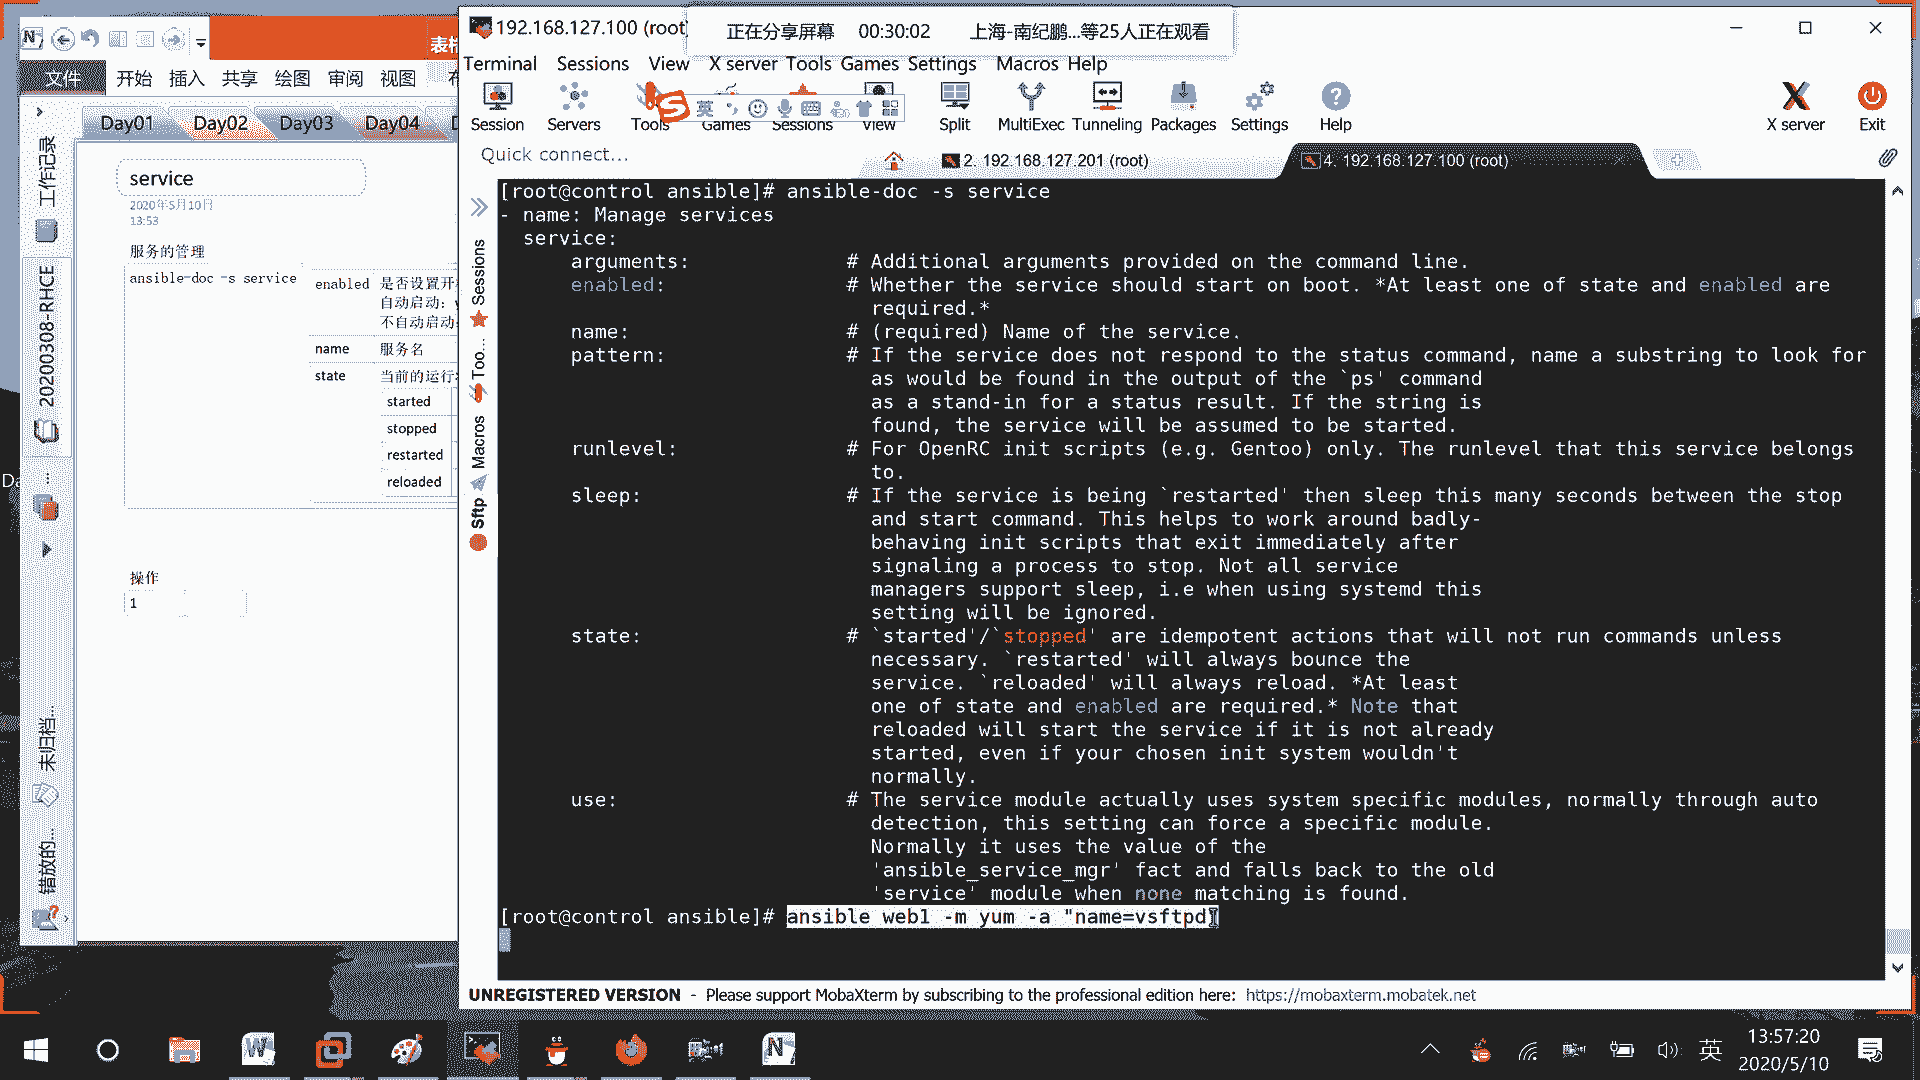 192.168.127.100 (root)
正在分享屏幕 00:30:02 上海-南纪鹏...等25人正在观看
表格
文件 开始 插入 共享 绘图 审阅 视图
Terminal Sessions View X server Tools Games Settings Macros Help
Session Servers Tools Games Sessions View Split MultiExec Tunneling Packages Settings Help X server Exit
英
Day01 Day02 Day03 Day04
Quick connect...
2. 192.168.127.201 (root)
4. 192.168.127.100 (root)
工作记录
20200308-RHCE
未归档...
错放的...
service
2020年5月10日
13:53
服务的管理
ansible-doc -s service
enabled 是否设置开机
自动启动：
不自动启动：
name 服务名
state 当前的运行
started
stopped
restarted
reloaded
操作
1
Sessions
Too...
Macros
Sftp
[root@control ansible]# ansible-doc -s service
- name: Manage services
service:
arguments: # Additional arguments provided on the command line.
enabled: # Whether the service should start on boot. *At least one of state and enabled are
required.*
name: # (required) Name of the service.
pattern: # If the service does not respond to the status command, name a substring to look for
as would be found in the output of the `ps' command
as a stand-in for a status result. If the string is
found, the service will be assumed to be started.
runlevel: # For OpenRC init scripts (e.g. Gentoo) only. The runlevel that this service belongs
to.
sleep: # If the service is being `restarted' then sleep this many seconds between the stop
and start command. This helps to work around badly-
behaving init scripts that exit immediately after
signaling a process to stop. Not all service
managers support sleep, i.e when using systemd this
setting will be ignored.
state: # `started'/`stopped' are idempotent actions that will not run commands unless
necessary. `restarted' will always bounce the
service. `reloaded' will always reload. *At least
one of state and enabled are required.* Note that
reloaded will start the service if it is not already
started, even if your chosen init system wouldn't
normally.
use: # The service module actually uses system specific modules, normally through auto
detection, this setting can force a specific module.
Normally it uses the value of the
'ansible_service_mgr' fact and falls back to the old
'service' module when none matching is found.
[root@control ansible]# ansible web1 -m yum -a "name=vsftpd
UNREGISTERED VERSION - Please support MobaXterm by subscribing to the professional edition here: https://mobaxterm.mobatek.net
英
13:57:20
2020/5/10